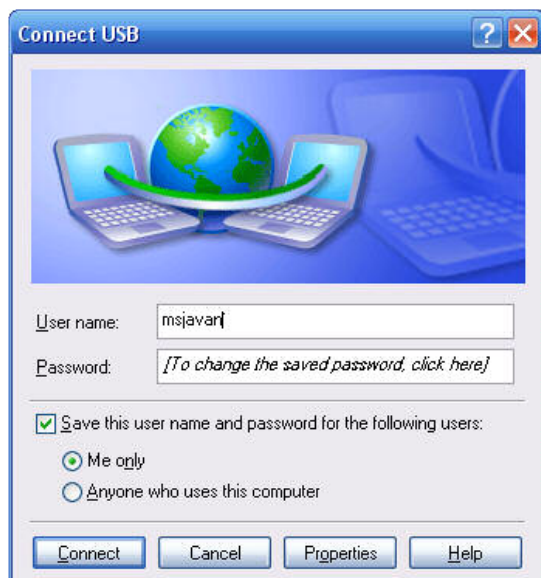 Connect USB
User name: msjavan
Password: [To change the saved password, click here]
Save this user name and password for the following users:
Me only
Anyone who uses this computer
Connect Cancel Properties Help